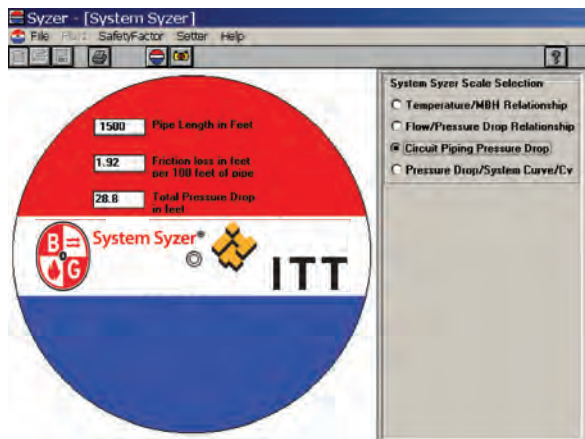 Syzer - [System Syzer]
File Fluid SafetyFactor Setter Help
?
1500 Pipe Length in Feet
1.92 Friction loss in feet
per 100 feet of pipe
28.8 Total Pressure Drop
in feet
B G
System Syzer®
ITT
System Syzer Scale Selection
Temperature/MBH Relationship
Flow/Pressure Drop Relationship
Circuit Piping Pressure Drop
Pressure Drop/System Curve/Cv